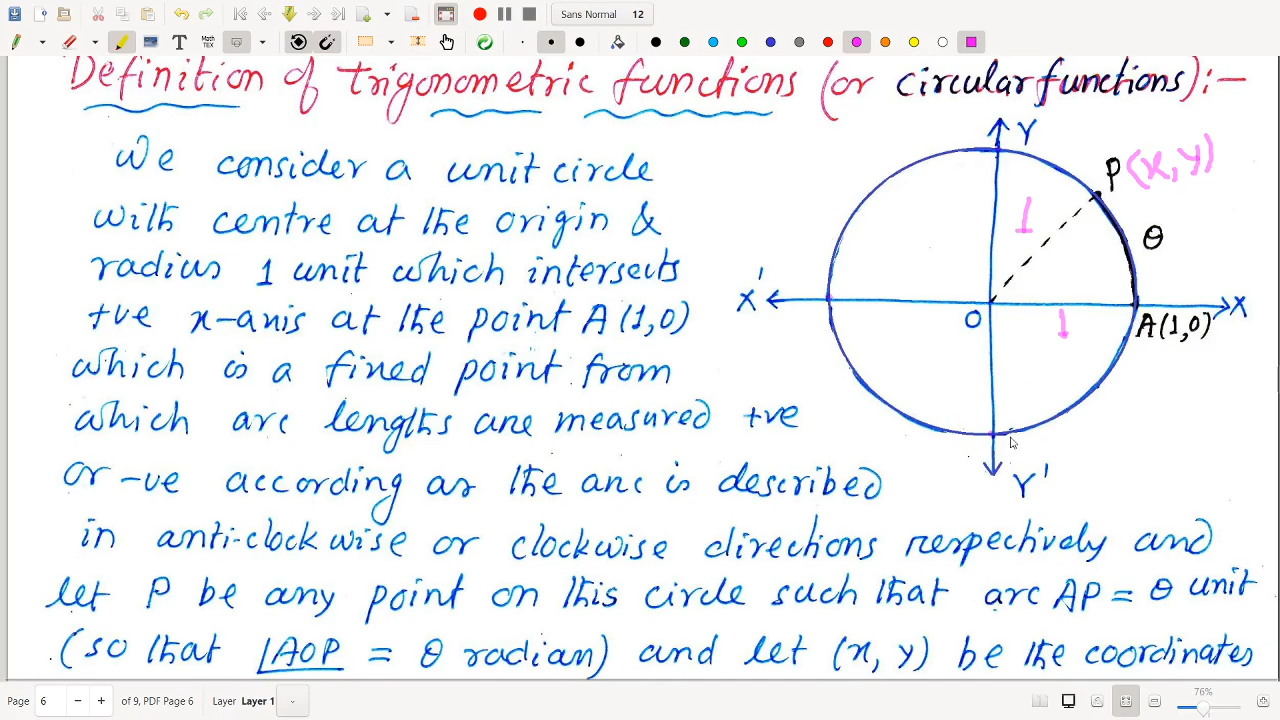 Sans Normal 12
T Math TEX
Definition of trigonometric functions (or circular functions):-
We consider a unit circle
with centre at the origin &
radius 1 unit which intersects
+ve x-axis at the point A(1,0)
which is a fixed point from
which arc lengths are measured +ve
or -ve according as the arc is described
in anti-clockwise or clockwise directions respectively and
let P be any point on this circle such that arc AP = θ unit
(so that ∠AOP = θ radian) and let (x, y) be the coordinates
Y
P (x, y)
1
θ
X'
X
O
1
A(1,0)
Y'
Page 6 of 9, PDF Page 6 Layer Layer 1
76%